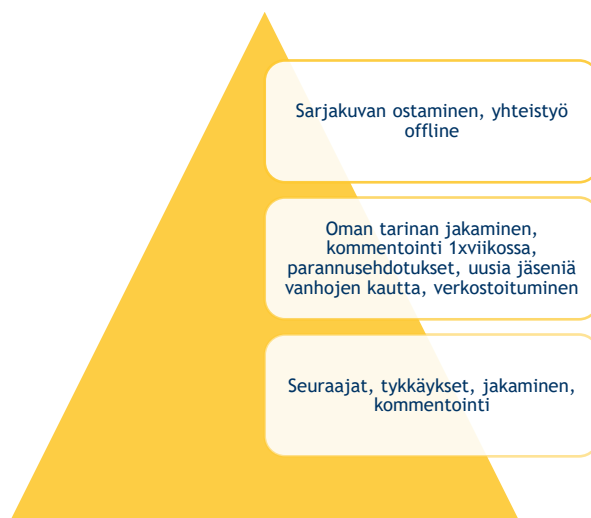 Sarjakuvan ostaminen, yhteistyö
offline
Oman tarinan jakaminen,
kommentointi 1xviikossa,
parannusehdotukset, uusia jäseniä
vanhojen kautta, verkostoituminen
Seuraajat, tykkäykset, jakaminen,
kommentointi